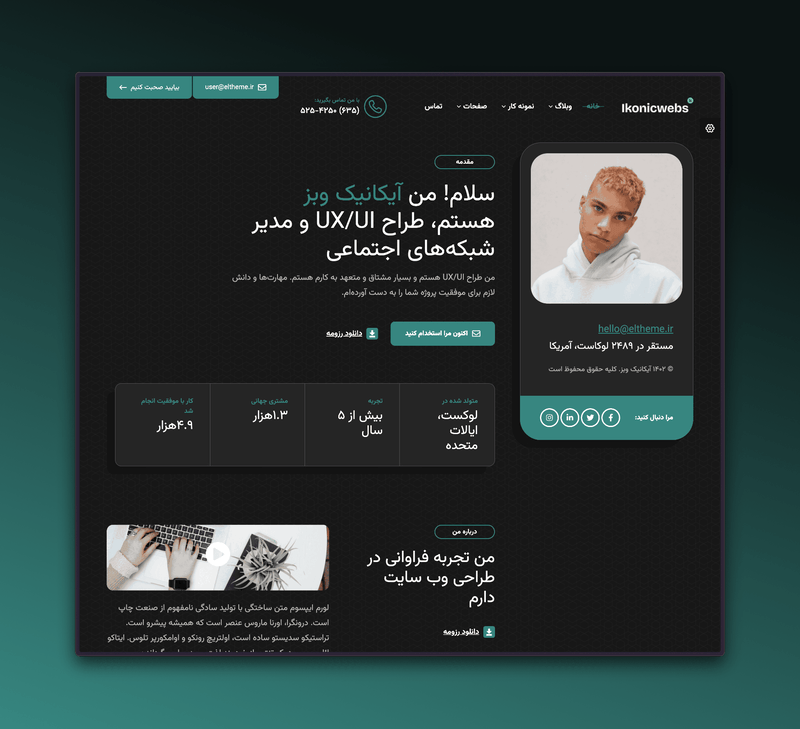 Ikonicwebs
خانه
وبلاگ
نمونه کار
صفحات
تماس
با من تماس بگیرید:
(۶۳۵) ۵۲۵-۴۲۵۰
user@eltheme.ir
بیایید صحبت کنیم
hello@eltheme.ir
مستقر در ۲۴۸۹ لوکاست، آمریکا
© ۱۴۰۲ آیکانیک وبز. کلیه حقوق محفوظ است
مرا دنبال کنید:
مقدمه
سلام! من آیکانیک وبز
هستم، طراح UX/UI و مدیر
شبکه‌های اجتماعی
من طراح UX/UI هستم و بسیار مشتاق و متعهد به کارم هستم. مهارت‌ها و دانش
لازم برای موفقیت پروژه شما را به دست آورده‌ام.
اکنون مرا استخدام کنید
دانلود رزومه
متولد شده در
لوکست،
ایالات
متحده
تجربه
بیش از ۵
سال
مشتری جهانی
۱.۳هزار
کار با موفقیت انجام
شد
۴.۹هزار
درباره من
من تجربه فراوانی در
طراحی وب سایت
دارم
دانلود رزومه
لورم ایپسوم متن ساختگی با تولید سادگی نامفهوم از صنعت چاپ
است. درونگرا، اورنا ماروس عنصر است که همیشه پیشرو است.
تراستیکو سدیستو ساده است، اولتریچ رونکو و اوامکورپر تلوس. ایتاکو